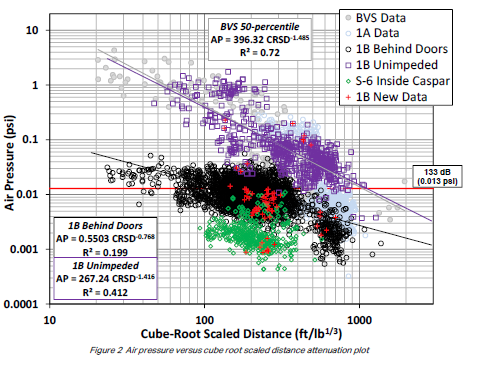 BVS 50-percentile
AP = 396.32 CRSD-1.485
R² = 0.72
BVS Data
1A Data
1B Behind Doors
1B Unimpeded
S-6 Inside Caspar
1B New Data
10
1
0.1
0.01
0.001
0.0001
Air Pressure (psi)
133 dB
(0.013 psi)
1B Behind Doors
AP = 0.5503 CRSD-0.768
R² = 0.199
1B Unimpeded
AP = 267.24 CRSD-1.416
R² = 0.412
10
100
1000
Cube-Root Scaled Distance (ft/lb1/3)
Figure 2 Air pressure versus cube root scaled distance attenuation plot